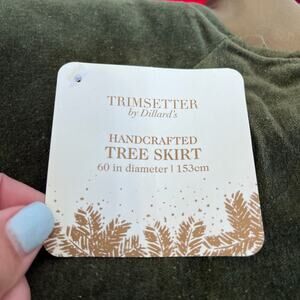 TRIMSETTER
by Dillard's
HANDCRAFTED
TREE SKIRT
60 in diameter | 153cm